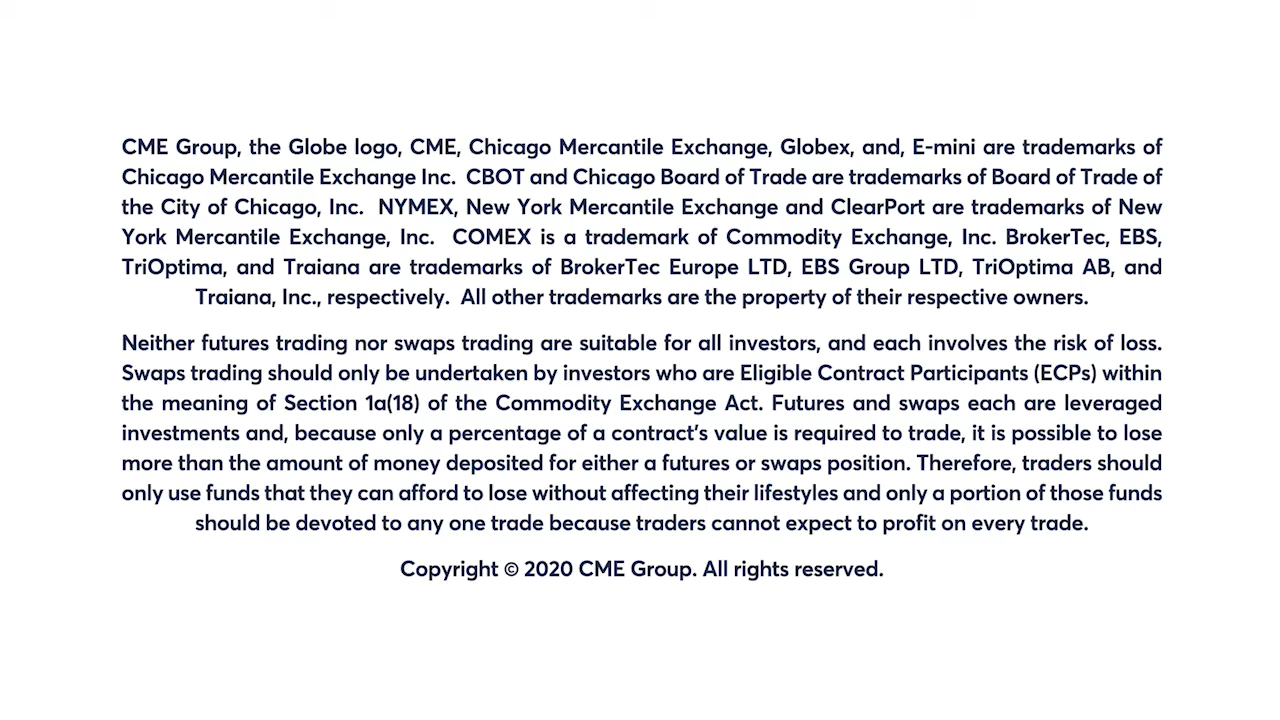 CME Group, the Globe logo, CME, Chicago Mercantile Exchange, Globex, and, E-mini are trademarks of
Chicago Mercantile Exchange Inc.  CBOT and Chicago Board of Trade are trademarks of Board of Trade of
the City of Chicago, Inc.  NYMEX, New York Mercantile Exchange and ClearPort are trademarks of New
York Mercantile Exchange, Inc.  COMEX is a trademark of Commodity Exchange, Inc. BrokerTec, EBS,
TriOptima, and Traiana are trademarks of BrokerTec Europe LTD, EBS Group LTD, TriOptima AB, and
Traiana, Inc., respectively.  All other trademarks are the property of their respective owners.
Neither futures trading nor swaps trading are suitable for all investors, and each involves the risk of loss.
Swaps trading should only be undertaken by investors who are Eligible Contract Participants (ECPs) within
the meaning of Section 1a(18) of the Commodity Exchange Act. Futures and swaps each are leveraged
investments and, because only a percentage of a contract's value is required to trade, it is possible to lose
more than the amount of money deposited for either a futures or swaps position. Therefore, traders should
only use funds that they can afford to lose without affecting their lifestyles and only a portion of those funds
should be devoted to any one trade because traders cannot expect to profit on every trade.
Copyright © 2020 CME Group. All rights reserved.